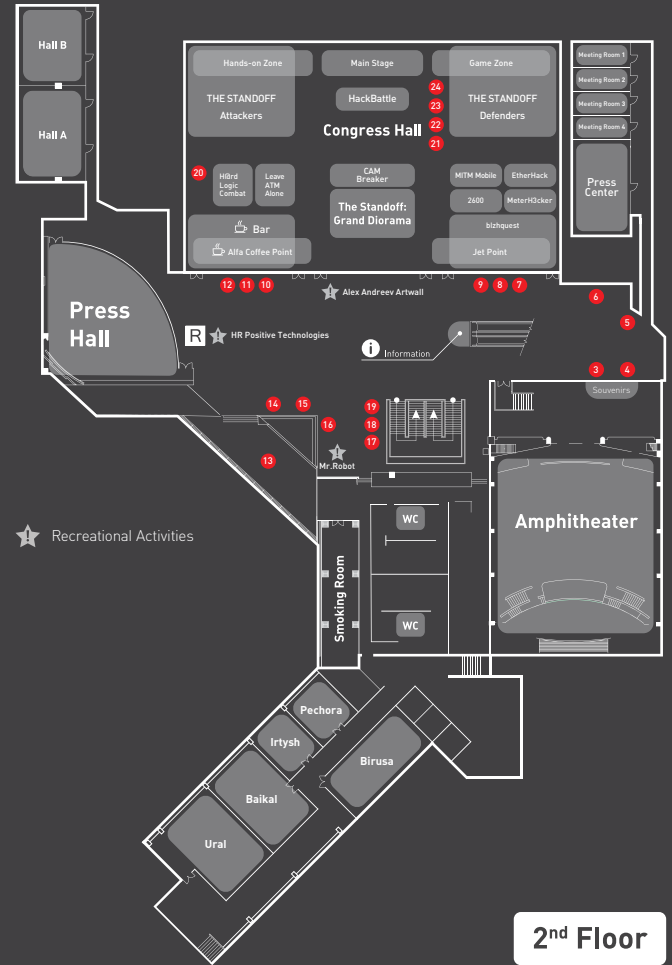 Hall B
Hall A
Hands-on Zone
Main Stage
Game Zone
THE STANDOFF
Attackers
HackBattle
THE STANDOFF
Defenders
Congress Hall
24
23
22
21
20
H@rd
Logic
Combat
Leave
ATM
Alone
CAM
Breaker
The Standoff:
Grand Diorama
MITM Mobile
EtherHack
2600
MeterH3cker
Bar
Alfa Coffee Point
blzhquest
Jet Point
Meeting Room 1
Meeting Room 2
Meeting Room 3
Meeting Room 4
Press
Center
12
11
10
9
8
7
6
5
Alex Andreev Artwall
Press
Hall
R
HR Positive Technologies
i
Information
3
4
Souvenirs
14
15
16
13
Mr.Robot
19
18
17
Recreational Activities
WC
WC
Smoking Room
Amphitheater
Pechora
Irtysh
Baikal
Ural
Birusa
2nd Floor